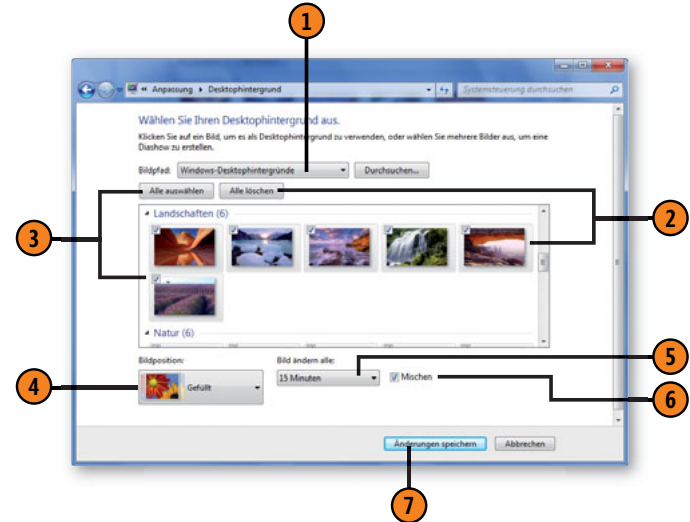 1
« Anpassung ▸ Desktophintergrund
Systemsteuerung durchsuchen
Wählen Sie Ihren Desktophintergrund aus.
Klicken Sie auf ein Bild, um es als Desktophintergrund zu verwenden, oder wählen Sie mehrere Bilder aus, um eine
Diashow zu erstellen.
Bildpfad: Windows-Desktophintergründe Durchsuchen...
Alle auswählen Alle löschen
Landschaften (6)
2
3
Natur (6)
Bildposition: Bild ändern alle:
5
4
Gefüllt 15 Minuten Mischen
6
Änderungen speichern Abbrechen
7